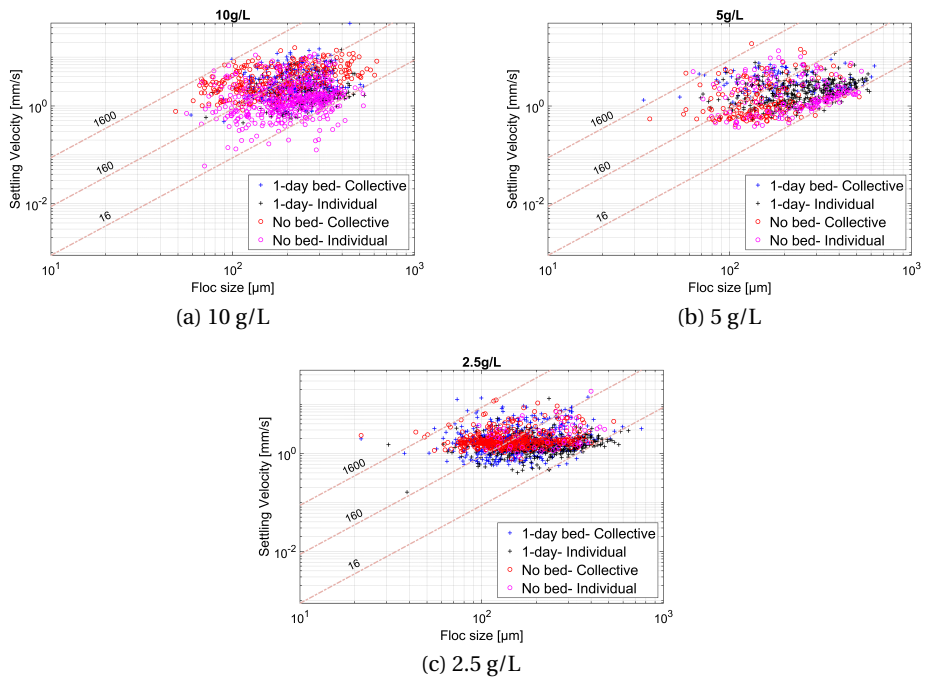 10g/L
Settling Velocity [mm/s]
10^0
10^-2
1600
160
16
1-day bed- Collective
1-day- Individual
No bed- Collective
No bed- Individual
10^1
10^2
10^3
Floc size [µm]
(a) 10 g/L
5g/L
Settling Velocity [mm/s]
10^0
10^-2
1600
160
16
1-day bed- Collective
1-day- Individual
No bed- Collective
No bed- Individual
10^1
10^2
10^3
Floc size [µm]
(b) 5 g/L
2.5g/L
Settling Velocity [mm/s]
10^0
10^-2
1600
160
16
1-day bed- Collective
1-day- Individual
No bed- Collective
No bed- Individual
10^1
10^2
10^3
Floc size [µm]
(c) 2.5 g/L